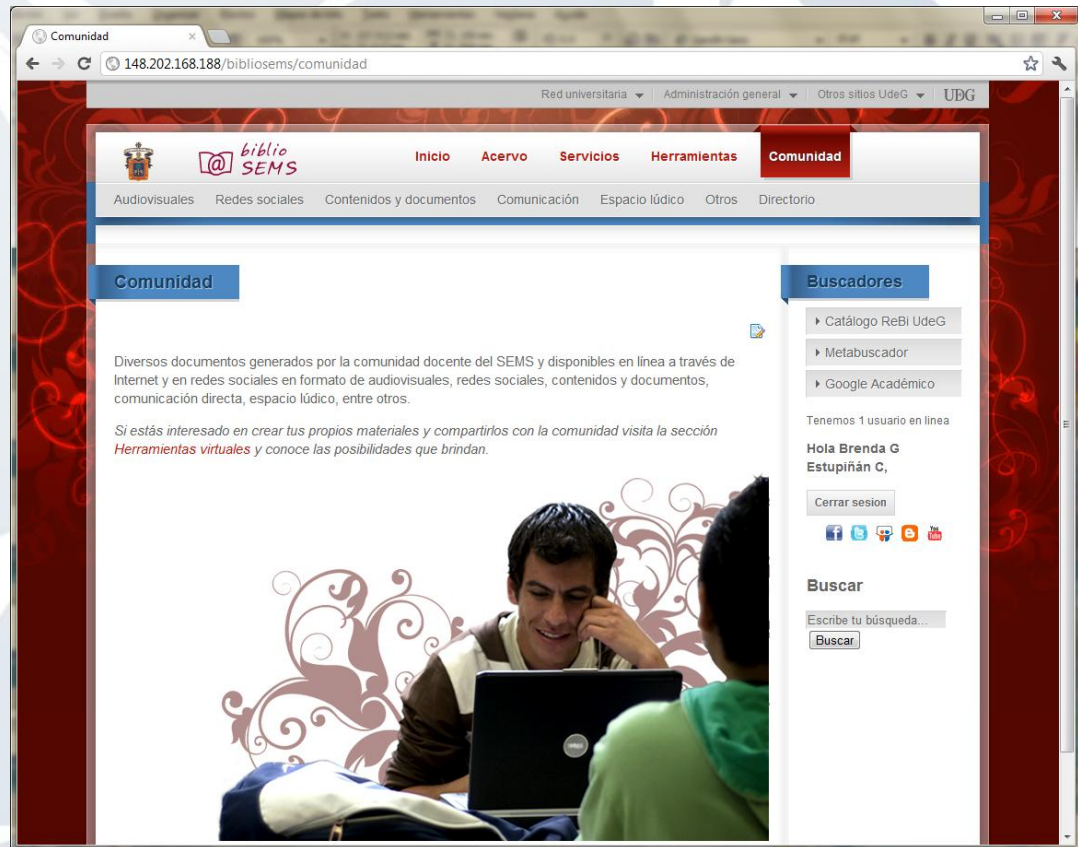 Comunidad
148.202.168.188/bibliosems/comunidad
Red universitaria Administración general Otros sitios UdeG UDG
biblio
SEMS
Inicio Acervo Servicios Herramientas Comunidad
Audiovisuales Redes sociales Contenidos y documentos Comunicación Espacio lúdico Otros Directorio
Comunidad
Diversos documentos generados por la comunidad docente del SEMS y disponibles en línea a través de
Internet y en redes sociales en formato de audiovisuales, redes sociales, contenidos y documentos,
comunicación directa, espacio lúdico, entre otros.
Si estás interesado en crear tus propios materiales y compartirlos con la comunidad visita la sección
Herramientas virtuales y conoce las posibilidades que brindan.
Buscadores
Catálogo ReBi UdeG
Metabuscador
Google Académico
Tenemos 1 usuario en linea
Hola Brenda G
Estupiñán C,
Cerrar sesion
You
Tube
Buscar
Escribe tu búsqueda...
Buscar